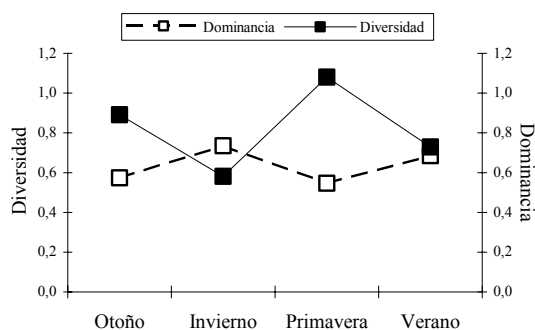 Dominancia Diversidad
1,2 1,2
1,0 1,0
0,8 0,8
0,6 0,6
0,4 0,4
0,2 0,2
0,0 0,0
Diversidad
Dominancia
Otoño Invierno Primavera Verano